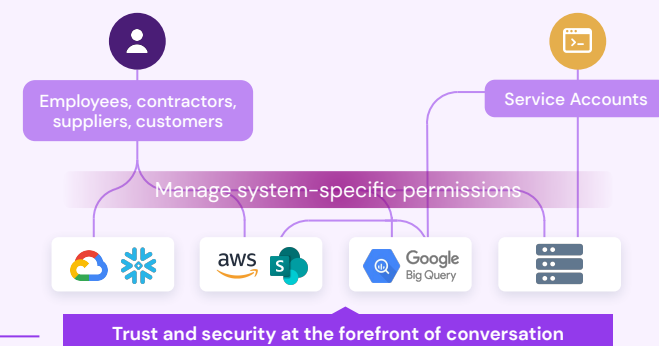 Employees, contractors,
suppliers, customers
Service Accounts
Manage system-specific permissions
aws
S
Google
Big Query
Trust and security at the forefront of conversation